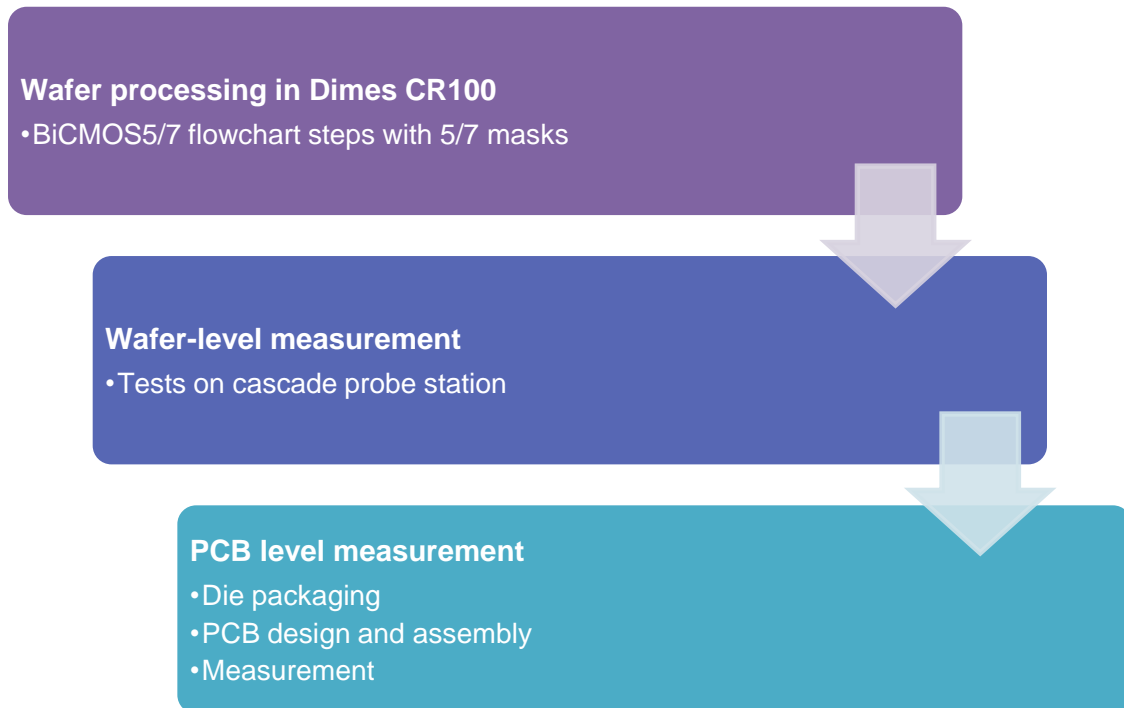 Wafer processing in Dimes CR100
•BiCMOS5/7 flowchart steps with 5/7 masks
Wafer-level measurement
•Tests on cascade probe station
PCB level measurement
•Die packaging
•PCB design and assembly
•Measurement